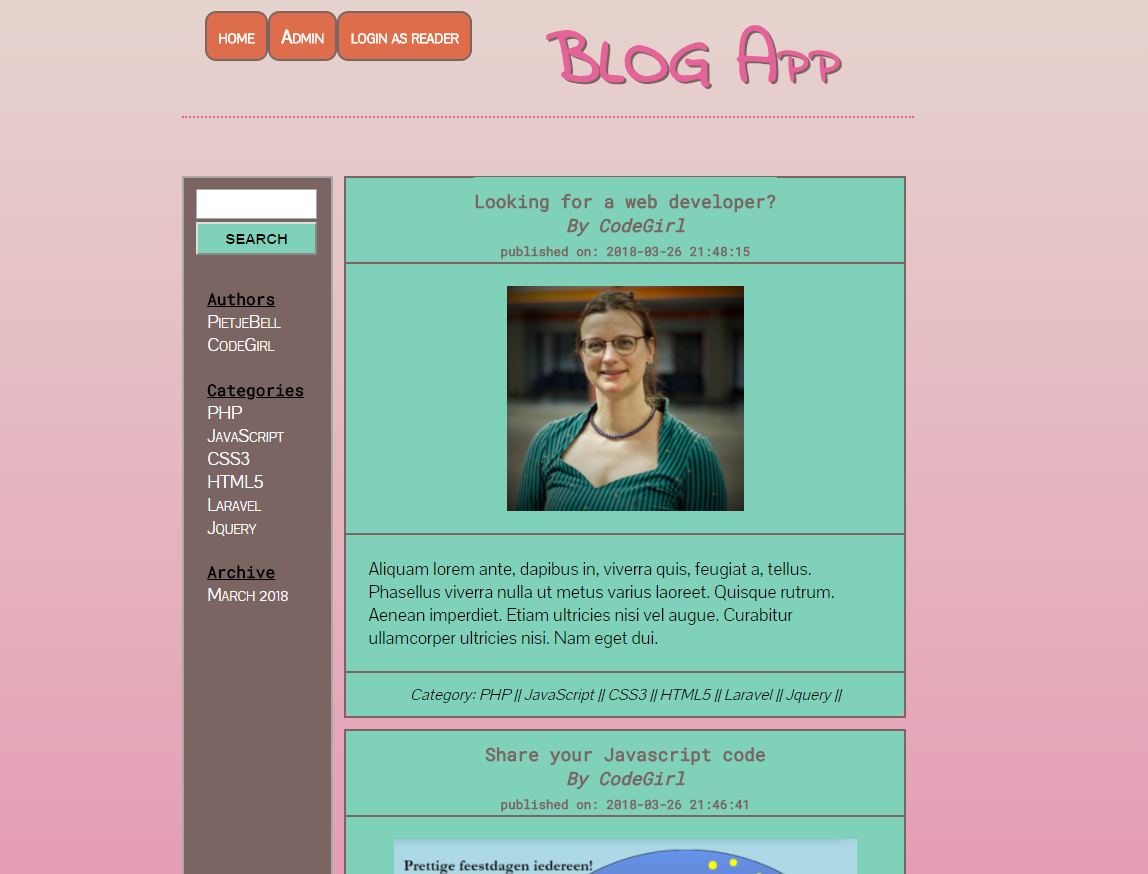 HOME
ADMIN
LOGIN AS READER
BLOG APP
SEARCH
Authors
PIETJEBELL
CODEGIRL
Categories
PHP
JAVASCRIPT
CSS3
HTML5
LARAVEL
JQUERY
Archive
MARCH 2018
Looking for a web developer?
By CodeGirl
published on: 2018-03-26 21:48:15
Aliquam lorem ante, dapibus in, viverra quis, feugiat a, tellus.
Phasellus viverra nulla ut metus varius laoreet. Quisque rutrum.
Aenean imperdiet. Etiam ultricies nisi vel augue. Curabitur
ullamcorper ultricies nisi. Nam eget dui.
Category: PHP || JavaScript || CSS3 || HTML5 || Laravel || Jquery ||
Share your Javascript code
By CodeGirl
published on: 2018-03-26 21:46:41
Prettige feestdagen iedereen!